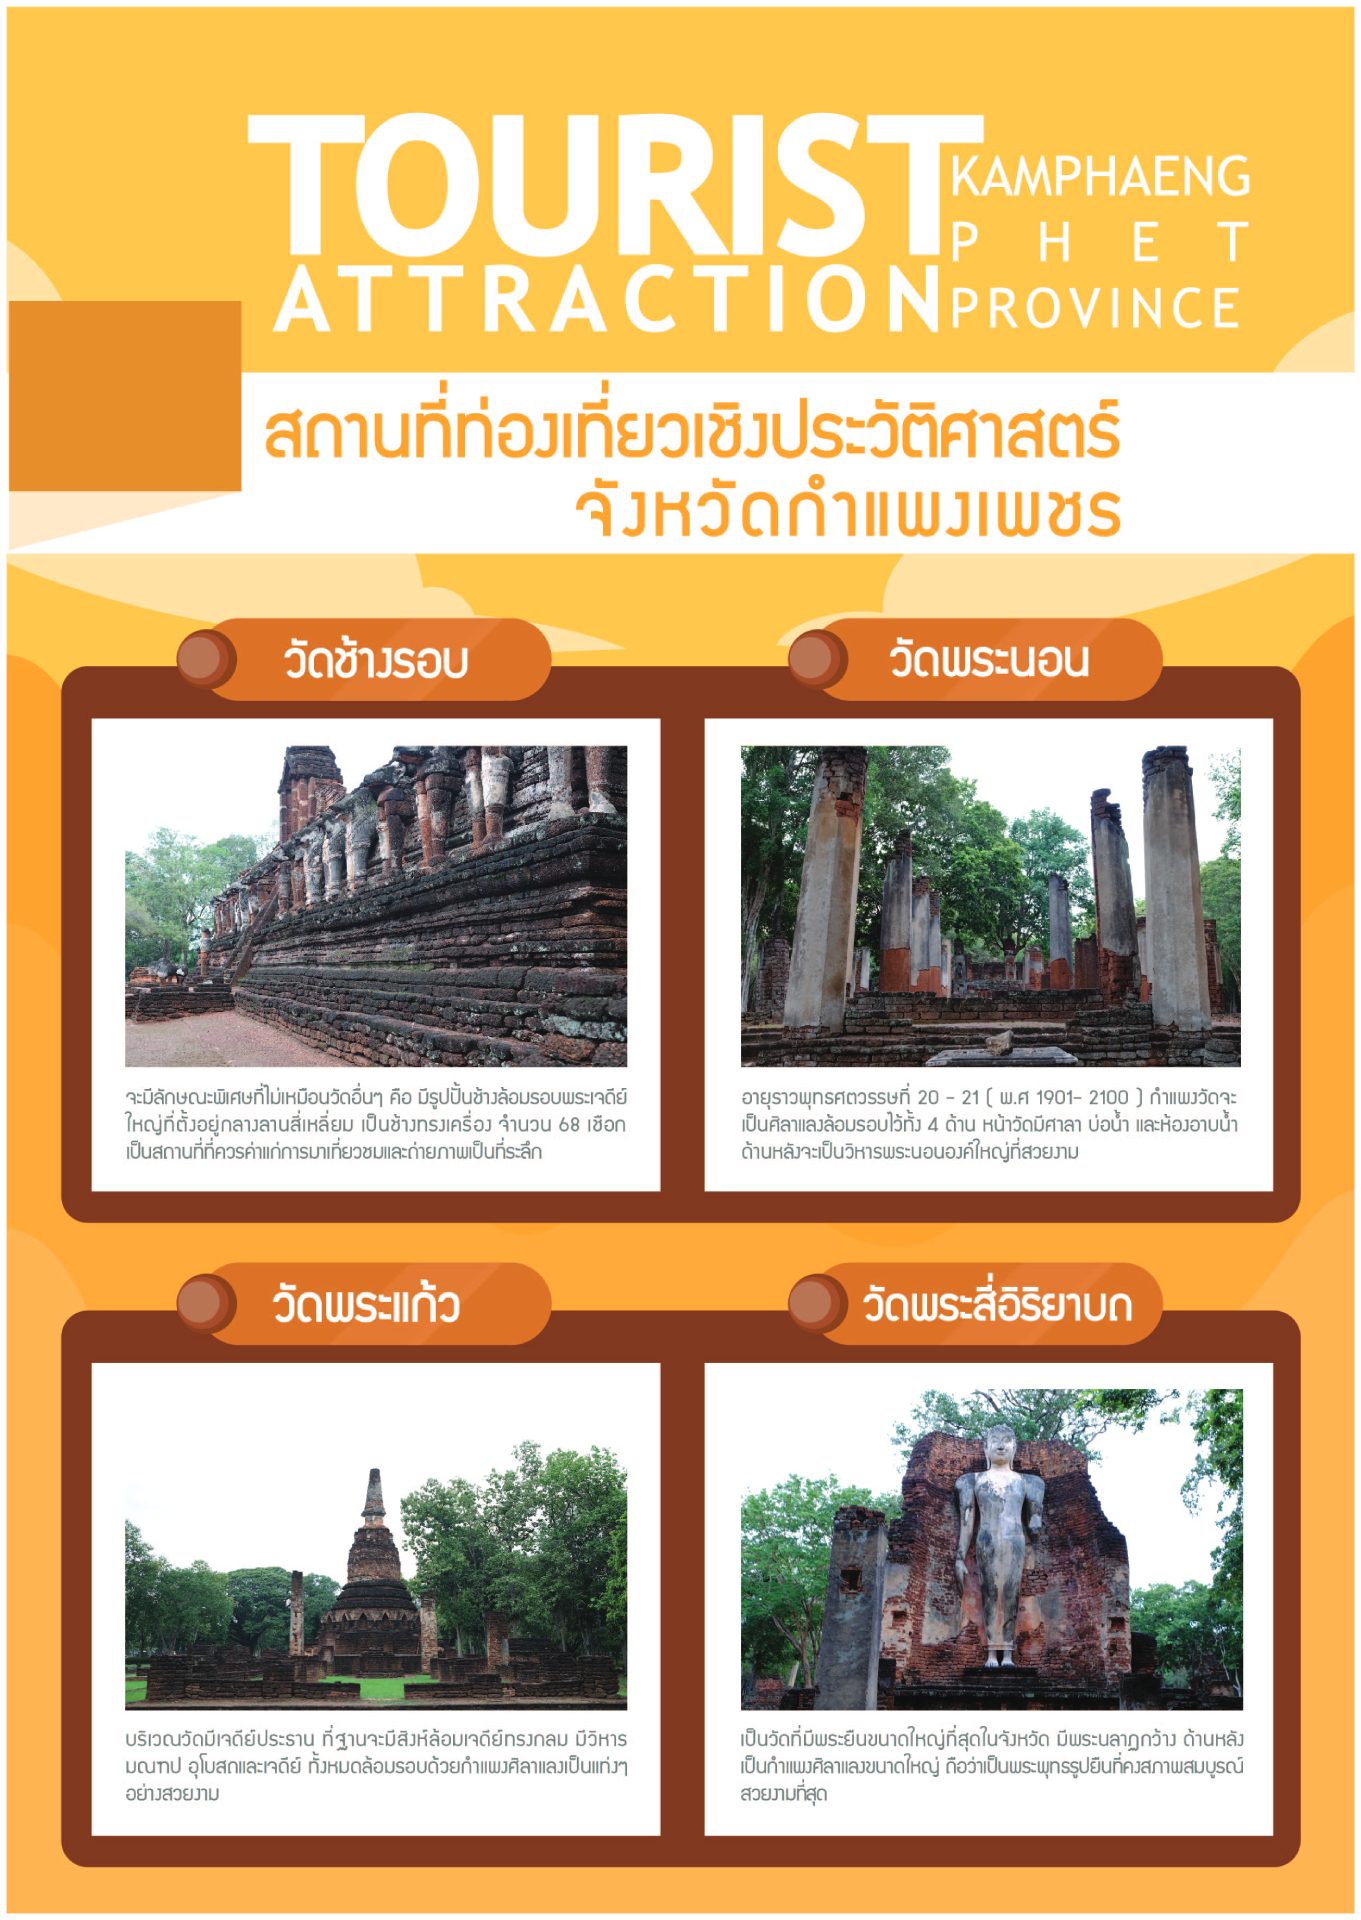 TOURIST
ATTRACTION
KAMPHAENG
PHET
PROVINCE
สถานที่ท่องเที่ยวเชิงประวัติศาสตร์
จังหวัดกำแพงเพชร
วัดช้างรอบ
จะมีลักษณะพิเศษที่ไม่เหมือนวัดอื่นๆ คือ มีรูปปั้นช้างล้อมรอบพระเจดีย์
ใหญ่ที่ตั้งอยู่กลางลานสี่เหลี่ยม เป็นช้างทรงเครื่อง จำนวน 68 เชือก
เป็นสถานที่ที่ควรค่าแก่การมาเที่ยวชมและถ่ายภาพเป็นที่ระลึก
วัดพระนอน
อายุราวพุทธศตวรรษที่ 20 - 21 ( พ.ศ 1901- 2100 ) กำแพงวัดจะ
เป็นศิลาแลงล้อมรอบไว้ทั้ง 4 ด้าน หน้าวัดมีศาลา บ่อน้ำ และห้องอาบน้ำ
ด้านหลังจะเป็นวิหารพระนอนองค์ใหญ่ที่สวยงาม
วัดพระแก้ว
บริเวณวัดมีเจดีย์ประธาน ที่ฐานจะมีสิงห์ล้อมเจดีย์ทรงกลม มีวิหาร
มณฑป อุโบสถและเจดีย์ ทั้งหมดล้อมรอบด้วยกำแพงศิลาแลงเป็นแท่งๆ
อย่างสวยงาม
วัดพระสี่อิริยาบถ
เป็นวัดที่มีพระยืนขนาดใหญ่ที่สุดในจังหวัด มีพระนลาฏกว้าง ด้านหลัง
เป็นกำแพงศิลาแลงขนาดใหญ่ ถือว่าเป็นพระพุทธรูปยืนที่คงสภาพสมบูรณ์
สวยงามที่สุด